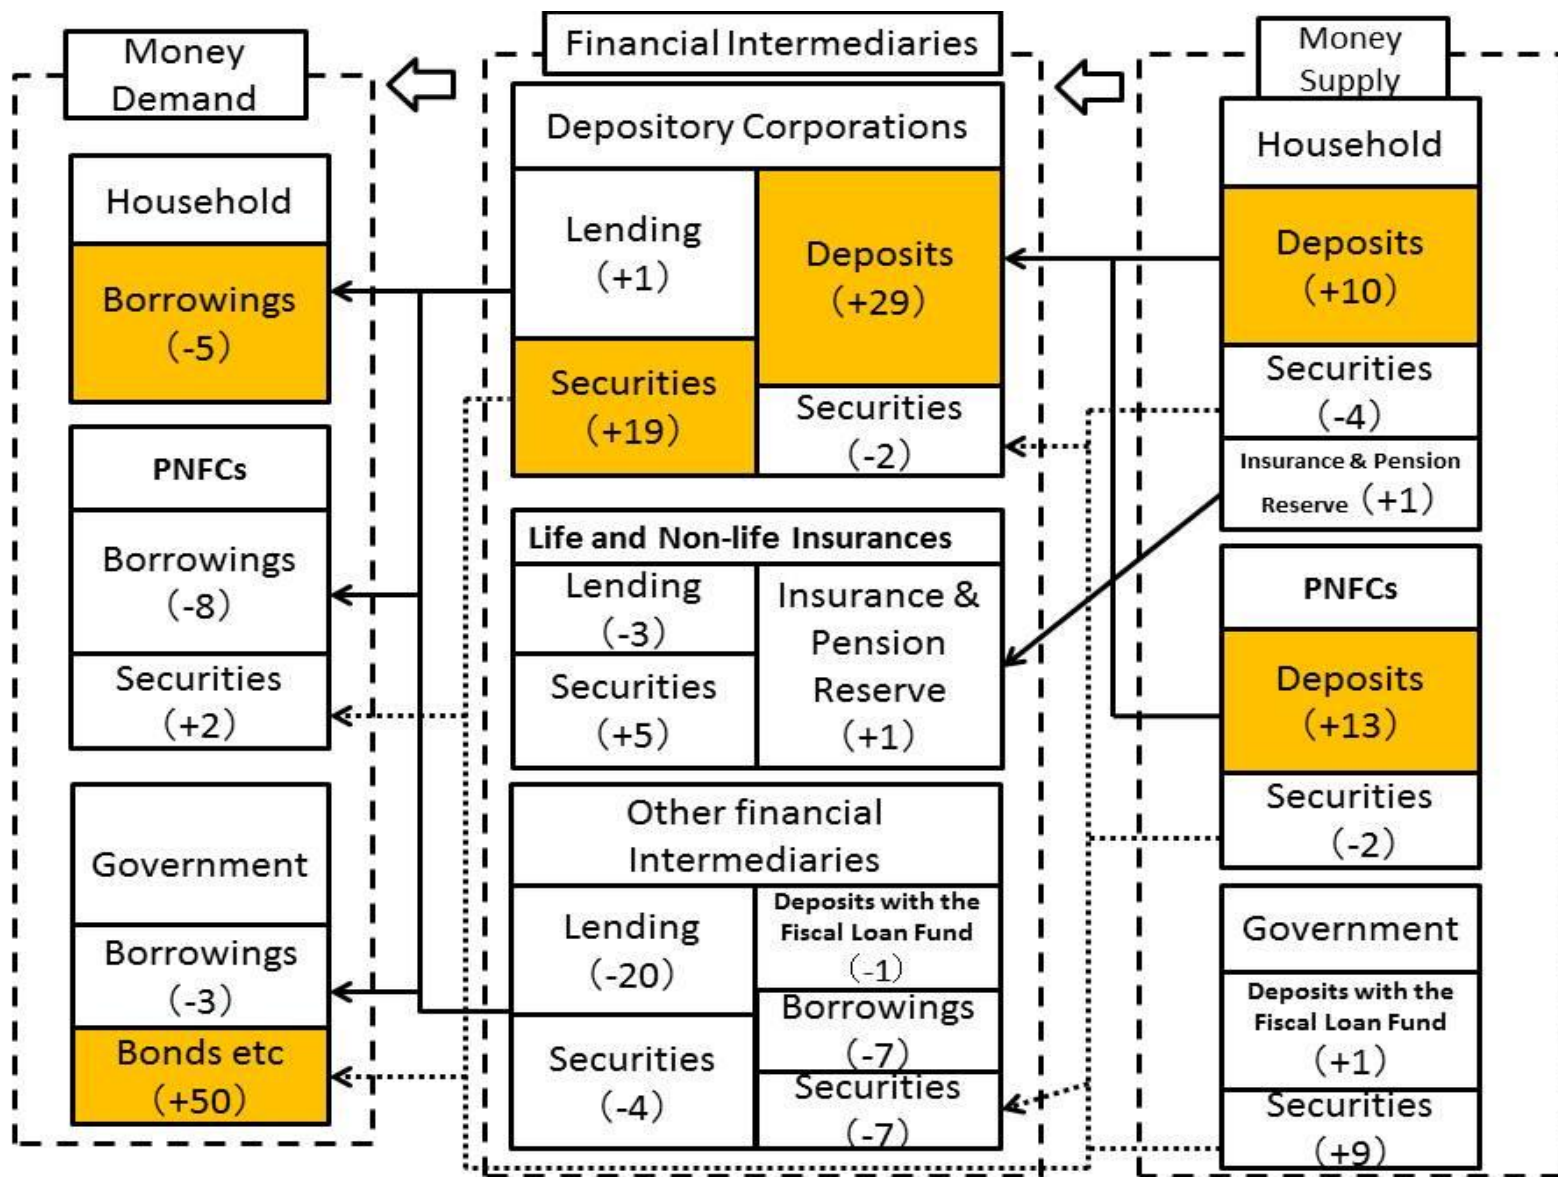 Money
Demand
Household
Borrowings
(-5)
PNFCs
Borrowings
(-8)
Securities
(+2)
Government
Borrowings
(-3)
Bonds etc
(+50)
Financial Intermediaries
Depository Corporations
Lending
(+1)
Securities
(+19)
Deposits
(+29)
Securities
(-2)
Life and Non-life Insurances
Lending
(-3)
Securities
(+5)
Insurance &
Pension
Reserve
(+1)
Other financial
Intermediaries
Lending
(-20)
Securities
(-4)
Deposits with the
Fiscal Loan Fund
(-1)
Borrowings
(-7)
Securities
(-7)
Money
Supply
Household
Deposits
(+10)
Securities
(-4)
Insurance & Pension
Reserve (+1)
PNFCs
Deposits
(+13)
Securities
(-2)
Government
Deposits with the
Fiscal Loan Fund
(+1)
Securities
(+9)